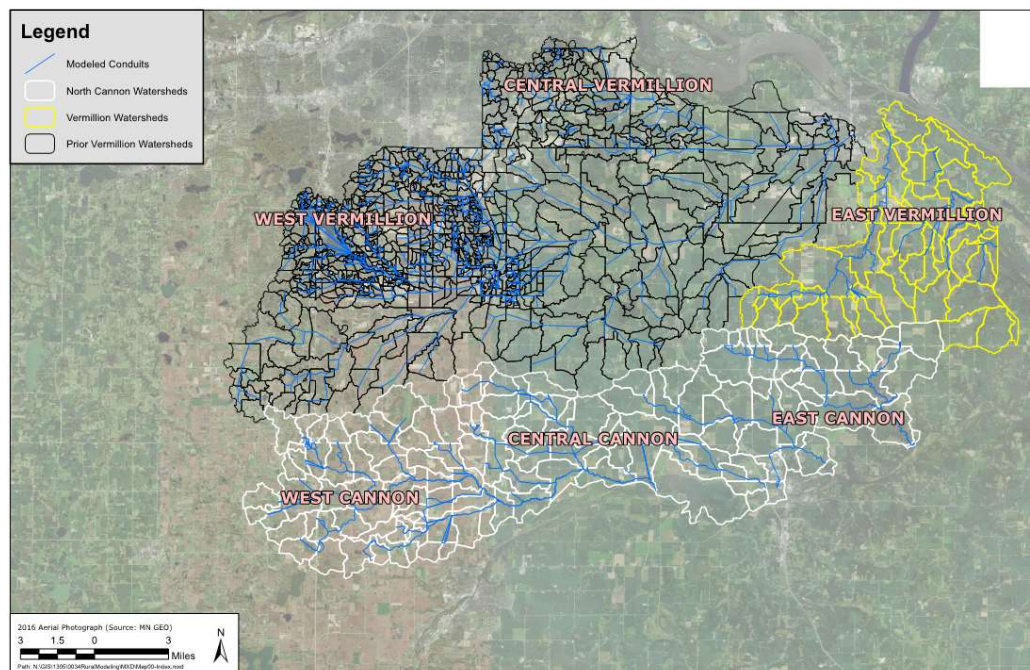 Legend
Modeled Conduits
North Cannon Watersheds
Vermillion Watersheds
Prior Vermillion Watersheds
CENTRAL VERMILLION
WEST VERMILLION
EAST VERMILLION
EAST CANNON
CENTRAL CANNON
WEST CANNON
2016 Aerial Photograph (Source: MN GEO)
3 1.5 0 3
Miles
N